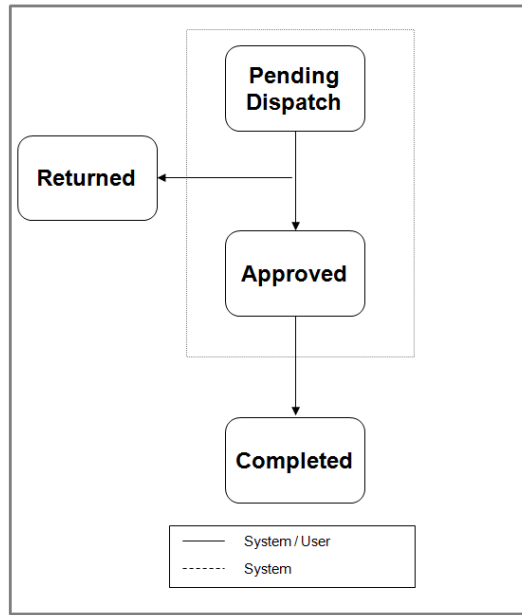 Pending
Dispatch
Returned
Approved
Completed
System / User
System